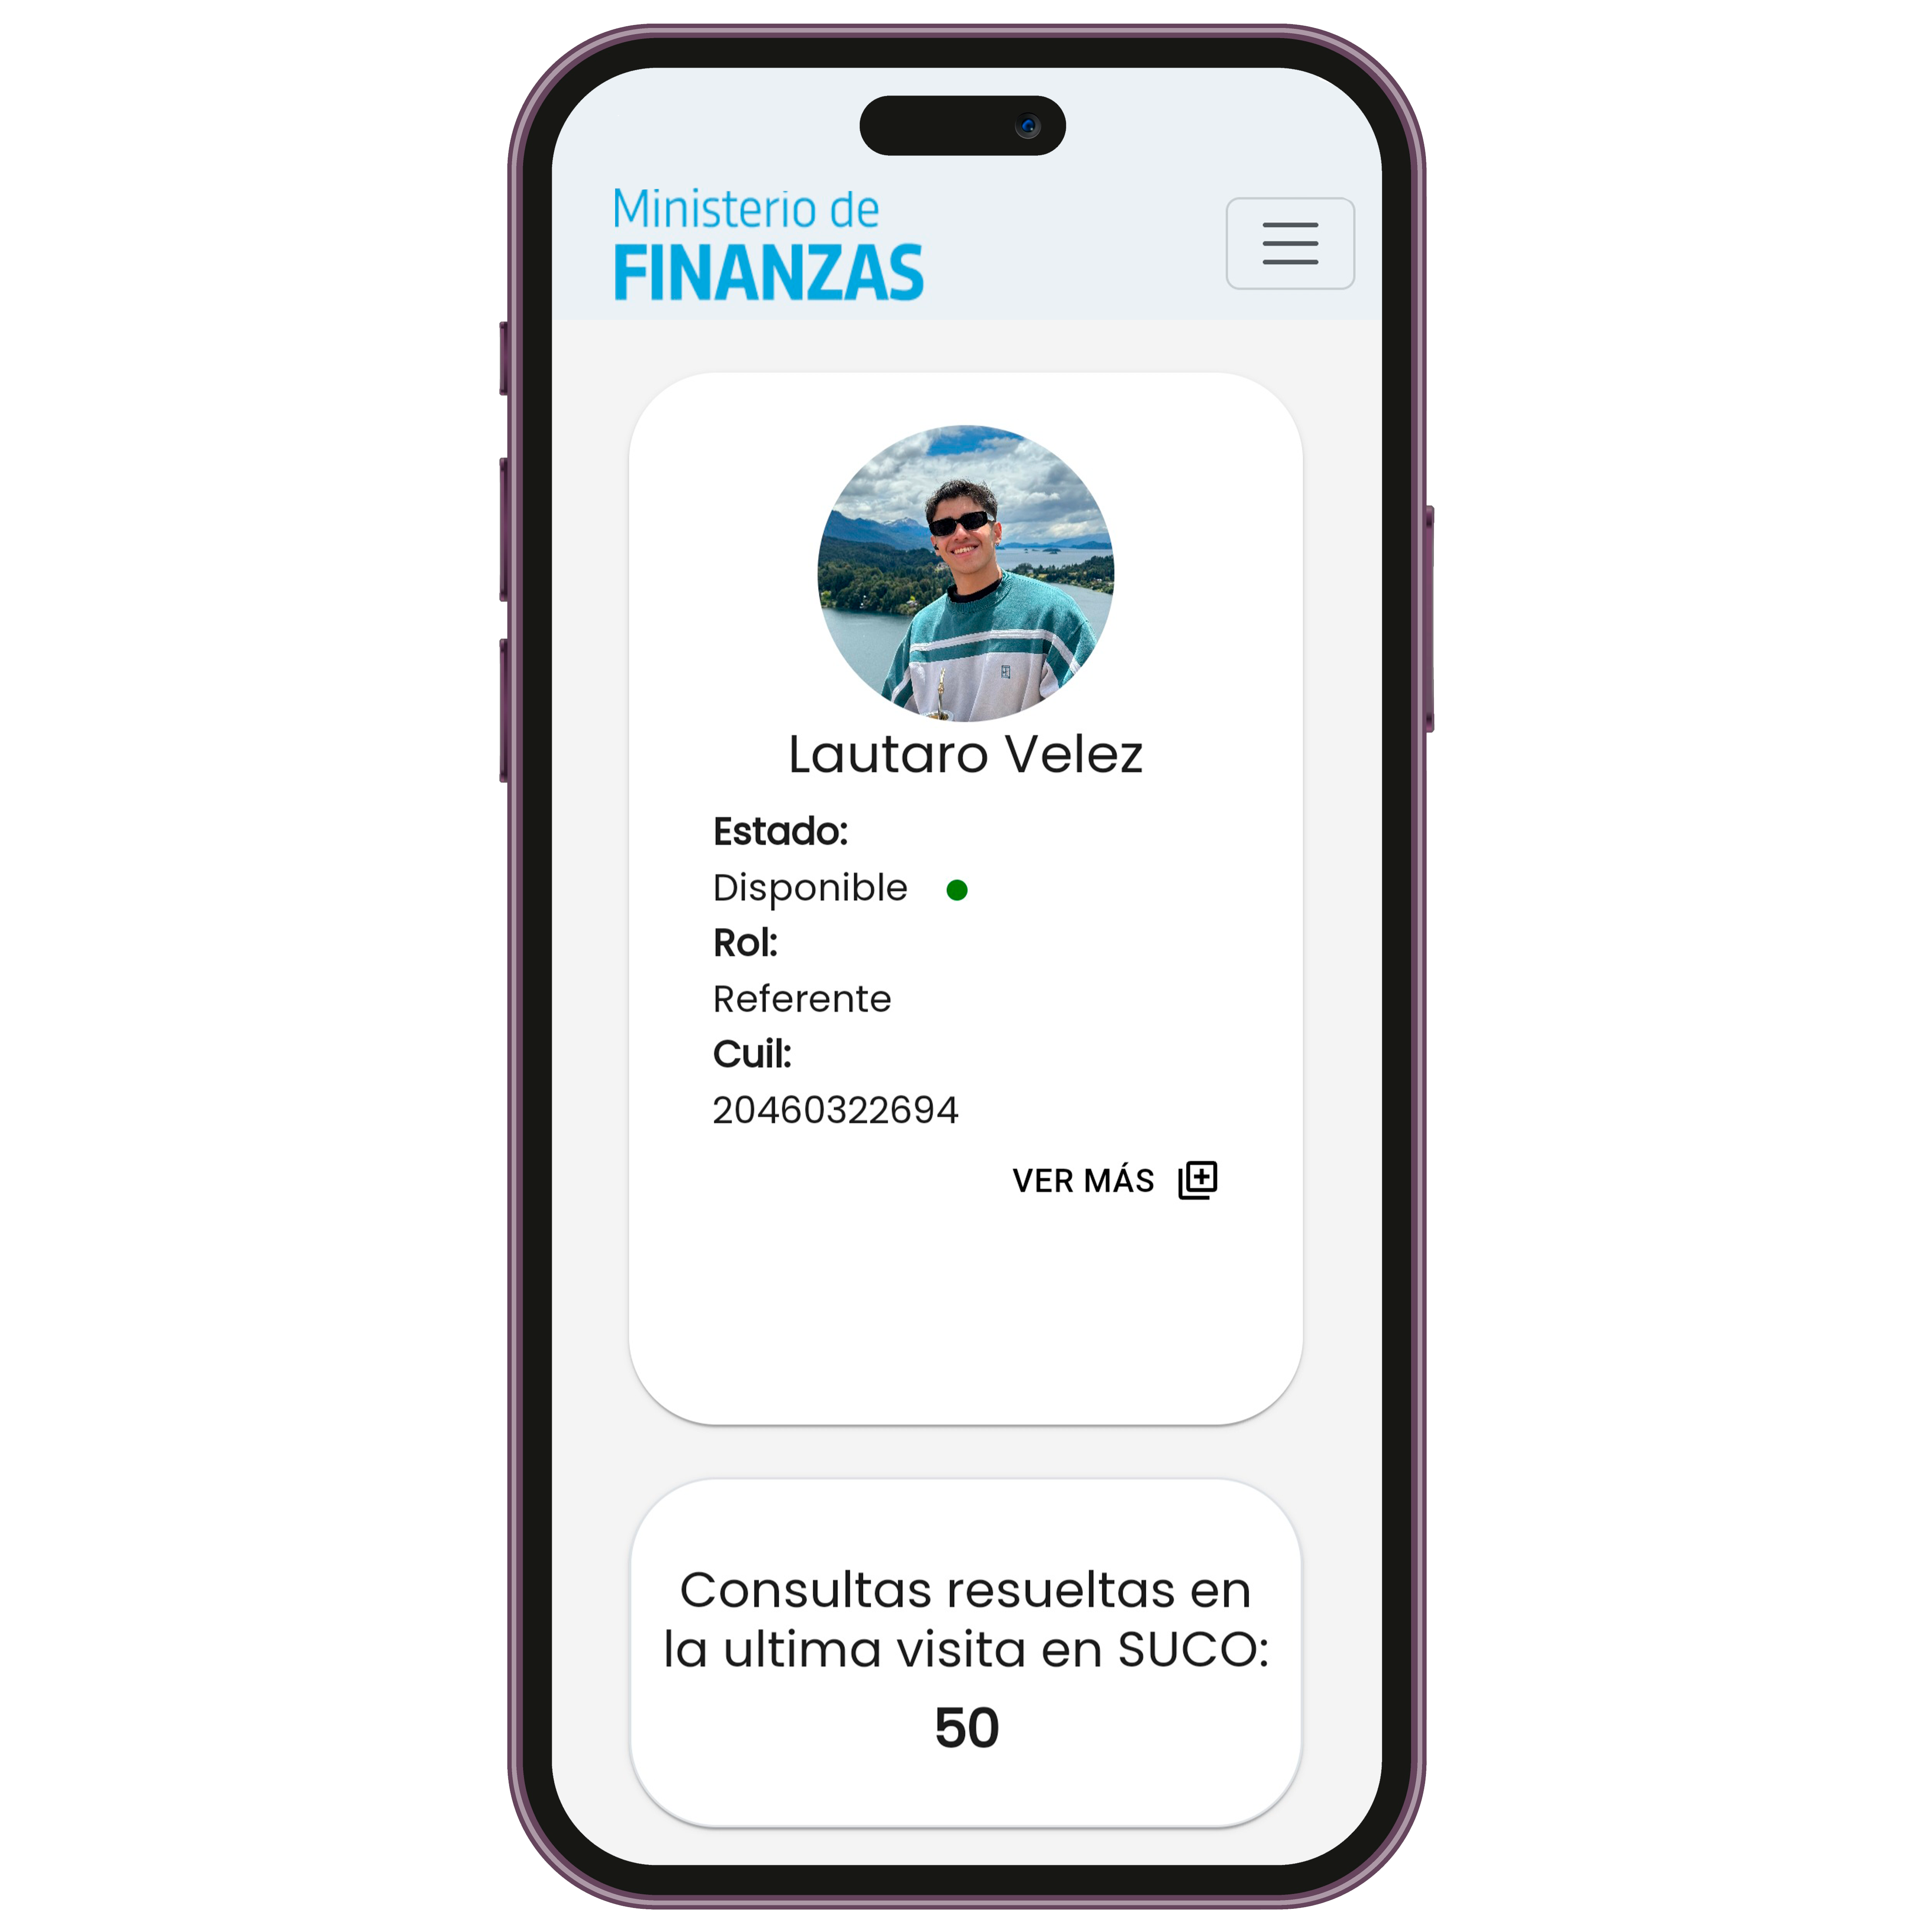 Ministerio de
FINANZAS
Lautaro Velez
Estado:
Disponible
Rol:
Referente
Cuil:
20460322694
VER MÁS
Consultas resueltas en
la ultima visita en SUCO:
50